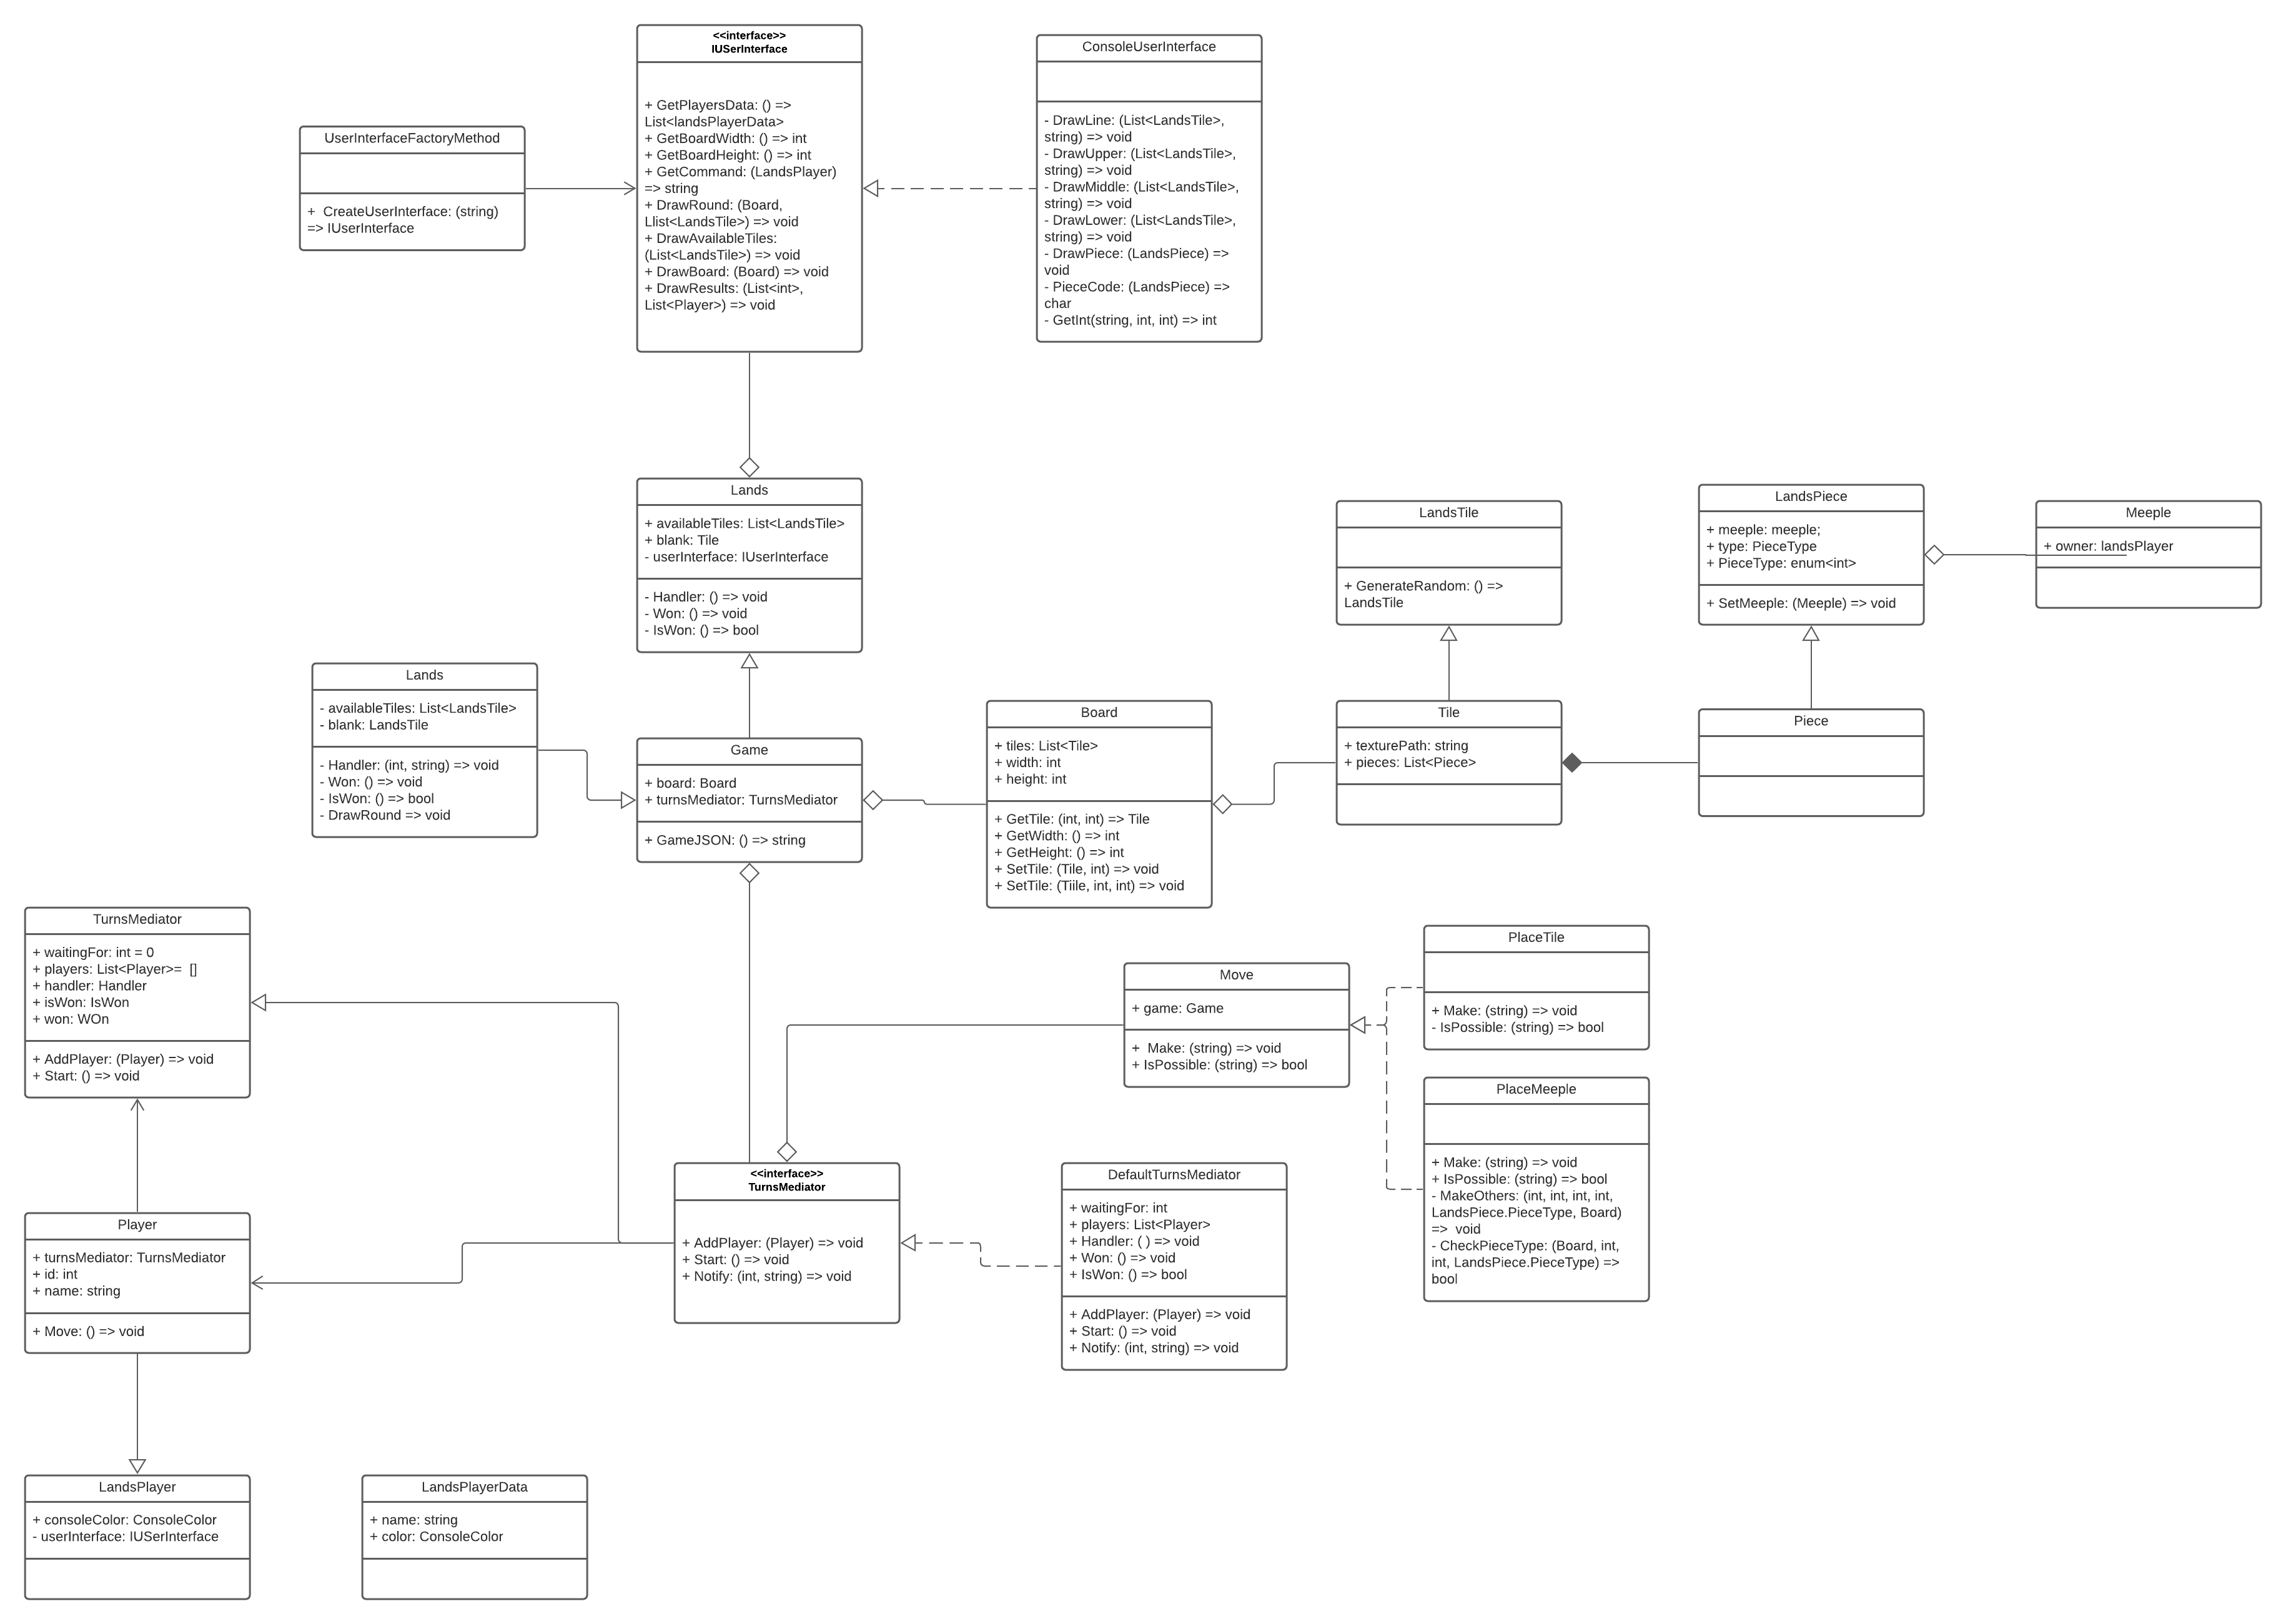 <<interface>>
IUSerInterface
+ GetPlayersData: () =>
List<landsPlayerData>
+ GetBoardWidth: () => int
+ GetBoardHeight: () => int
+ GetCommand: (LandsPlayer)
=> string
+ DrawRound: (Board,
Llist<LandsTile>) => void
+ DrawAvailableTiles:
(List<LandsTile>) => void
+ DrawBoard: (Board) => void
+ DrawResults: (List<int>,
List<Player>) => void
ConsoleUserInterface
- DrawLine: (List<LandsTile>,
string) => void
- DrawUpper: (List<LandsTile>,
string) => void
- DrawMiddle: (List<LandsTile>,
string) => void
- DrawLower: (List<LandsTile>,
string) => void
- DrawPiece: (LandsPiece) =>
void
- PieceCode: (LandsPiece) =>
char
- GetInt(string, int, int) => int
UserInterfaceFactoryMethod
+  CreateUserInterface: (string)
=> IUserInterface
Lands
+ availableTiles: List<LandsTile>
+ blank: Tile
- userInterface: IUserInterface
- Handler: () => void
- Won: () => void
- IsWon: () => bool
LandsTile
+ GenerateRandom: () =>
LandsTile
LandsPiece
+ meeple: meeple;
+ type: PieceType
+ PieceType: enum<int>
+ SetMeeple: (Meeple) => void
Meeple
+ owner: landsPlayer
Lands
- availableTiles: List<LandsTile>
- blank: LandsTile
- Handler: (int, string) => void
- Won: () => void
- IsWon: () => bool
- DrawRound => void
Game
+ board: Board
+ turnsMediator: TurnsMediator
+ GameJSON: () => string
Board
+ tiles: List<Tile>
+ width: int
+ height: int
+ GetTile: (int, int) => Tile
+ GetWidth: () => int
+ GetHeight: () => int
+ SetTile: (Tile, int) => void
+ SetTile: (Tiile, int, int) => void
Tile
+ texturePath: string
+ pieces: List<Piece>
Piece
TurnsMediator
+ waitingFor: int = 0
+ players: List<Player>=  []
+ handler: Handler
+ isWon: IsWon
+ won: WOn
+ AddPlayer: (Player) => void
+ Start: () => void
Move
+ game: Game
+  Make: (string) => void
+ IsPossible: (string) => bool
PlaceTile
+ Make: (string) => void
- IsPossible: (string) => bool
PlaceMeeple
+ Make: (string) => void
+ IsPossible: (string) => bool
- MakeOthers: (int, int, int, int,
LandsPiece.PieceType, Board)
=>  void
- CheckPieceType: (Board, int,
int, LandsPiece.PieceType) =>
bool
Player
+ turnsMediator: TurnsMediator
+ id: int
+ name: string
+ Move: () => void
<<interface>>
TurnsMediator
+ AddPlayer: (Player) => void
+ Start: () => void
+ Notify: (int, string) => void
DefaultTurnsMediator
+ waitingFor: int
+ players: List<Player>
+ Handler: ( ) => void
+ Won: () => void
+ IsWon: () => bool
+ AddPlayer: (Player) => void
+ Start: () => void
+ Notify: (int, string) => void
LandsPlayer
+ consoleColor: ConsoleColor
- userInterface: IUSerInterface
LandsPlayerData
+ name: string
+ color: ConsoleColor